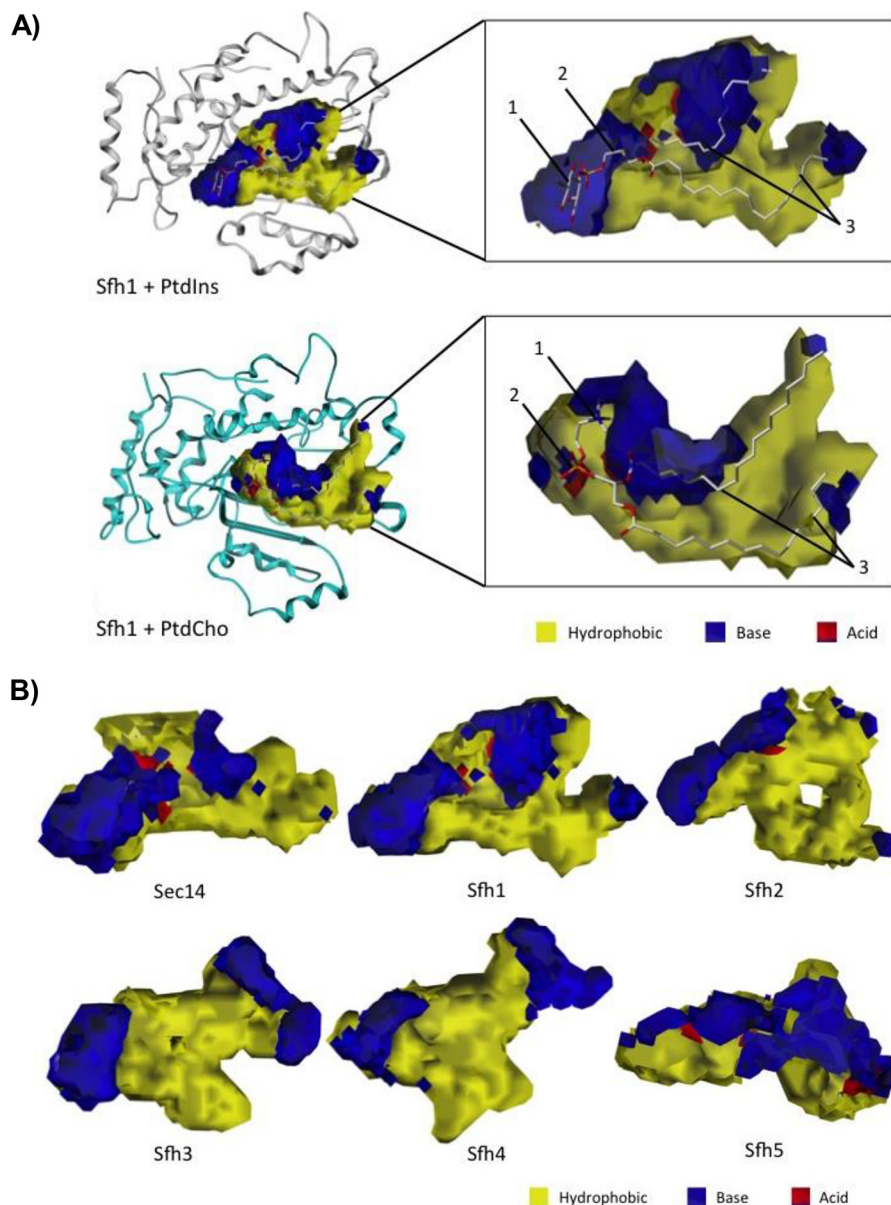 A)
1
2
3
Sfh1 + PtdIns
1
2
3
Sfh1 + PtdCho
Hydrophobic Base Acid
B)
Sec14 Sfh1 Sfh2
Sfh3 Sfh4 Sfh5
Hydrophobic Base Acid